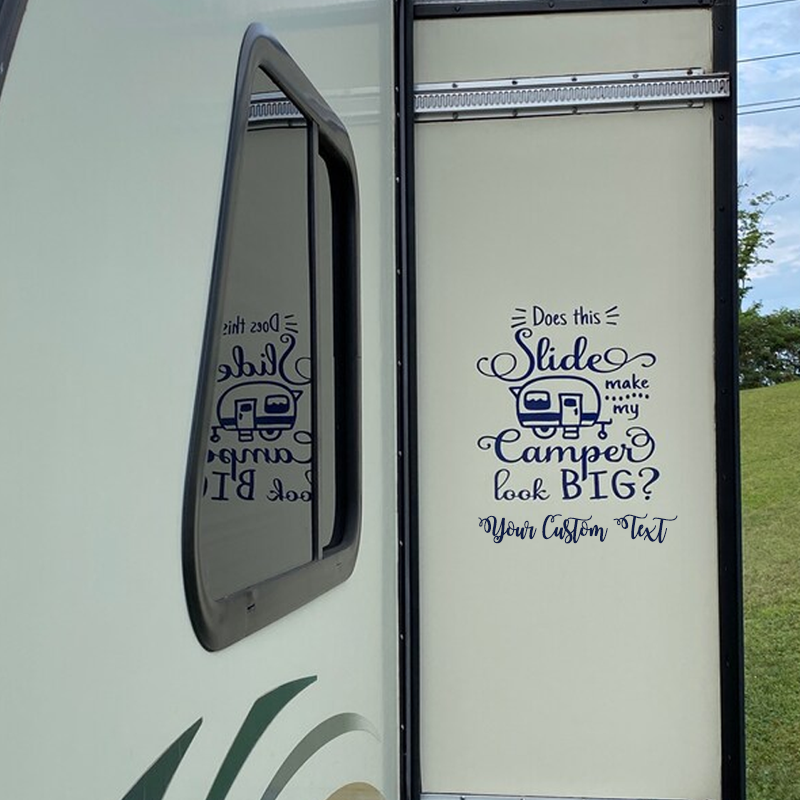 Does this
Slide
make
my
Camper
look BIG?
Your Custom Text